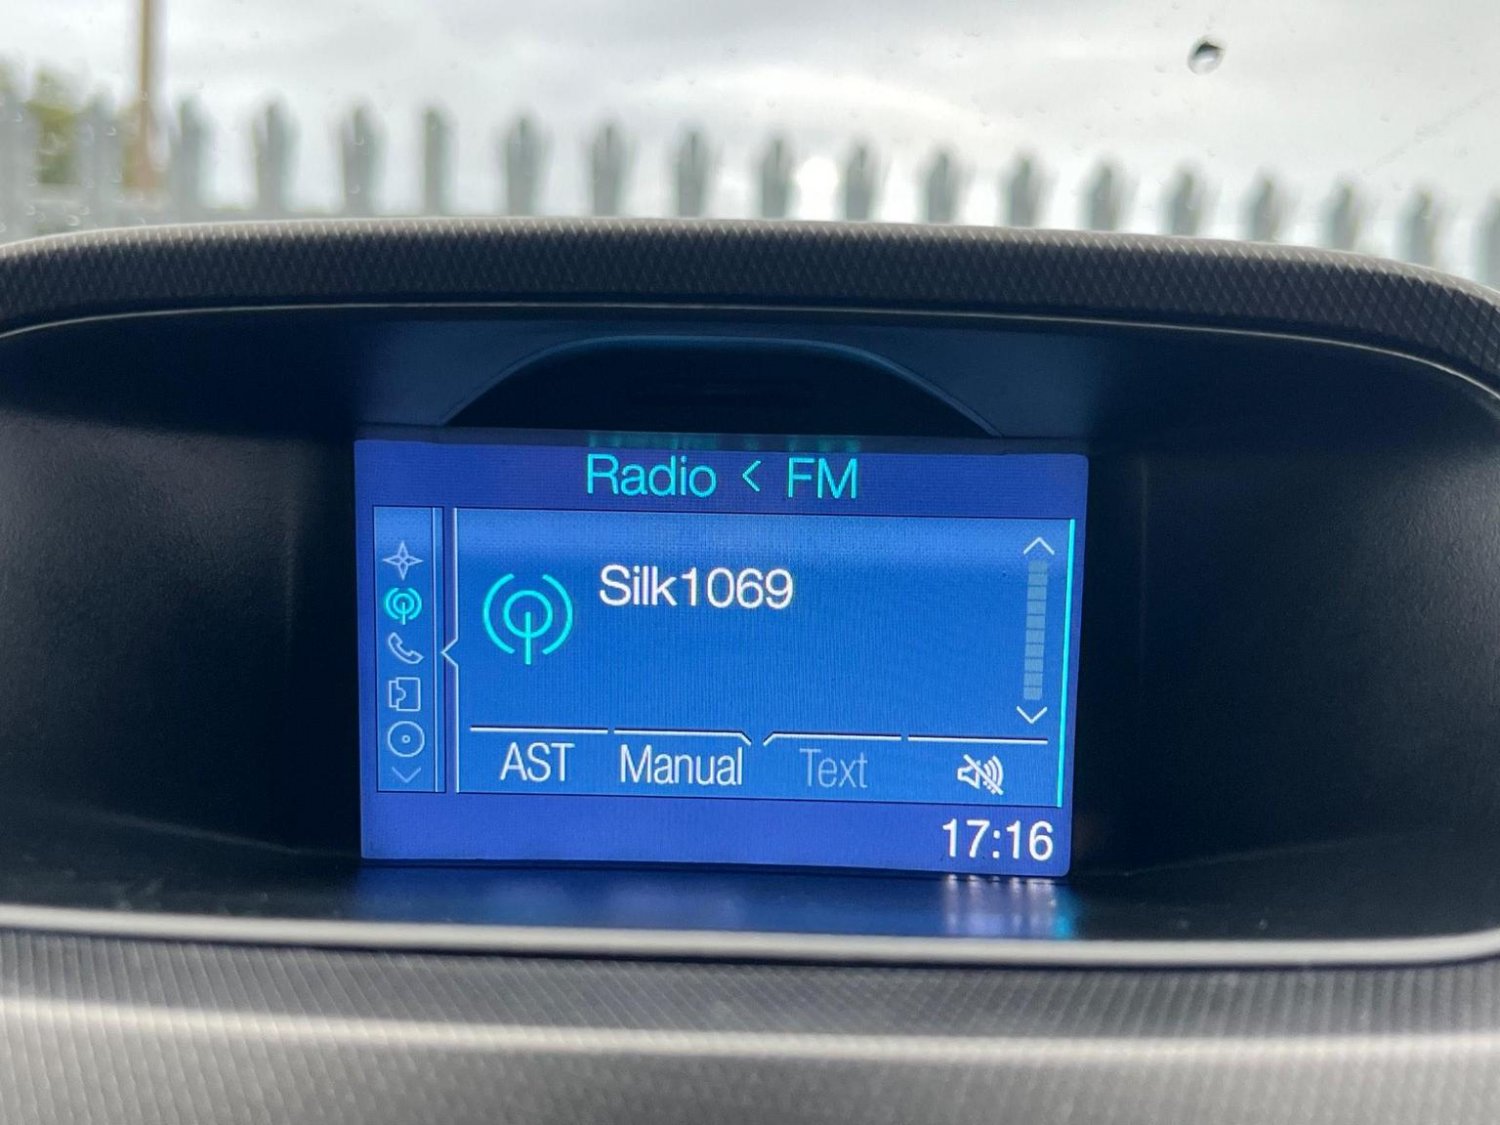 Radio < FM
Silk1069
AST Manual Text
17:16